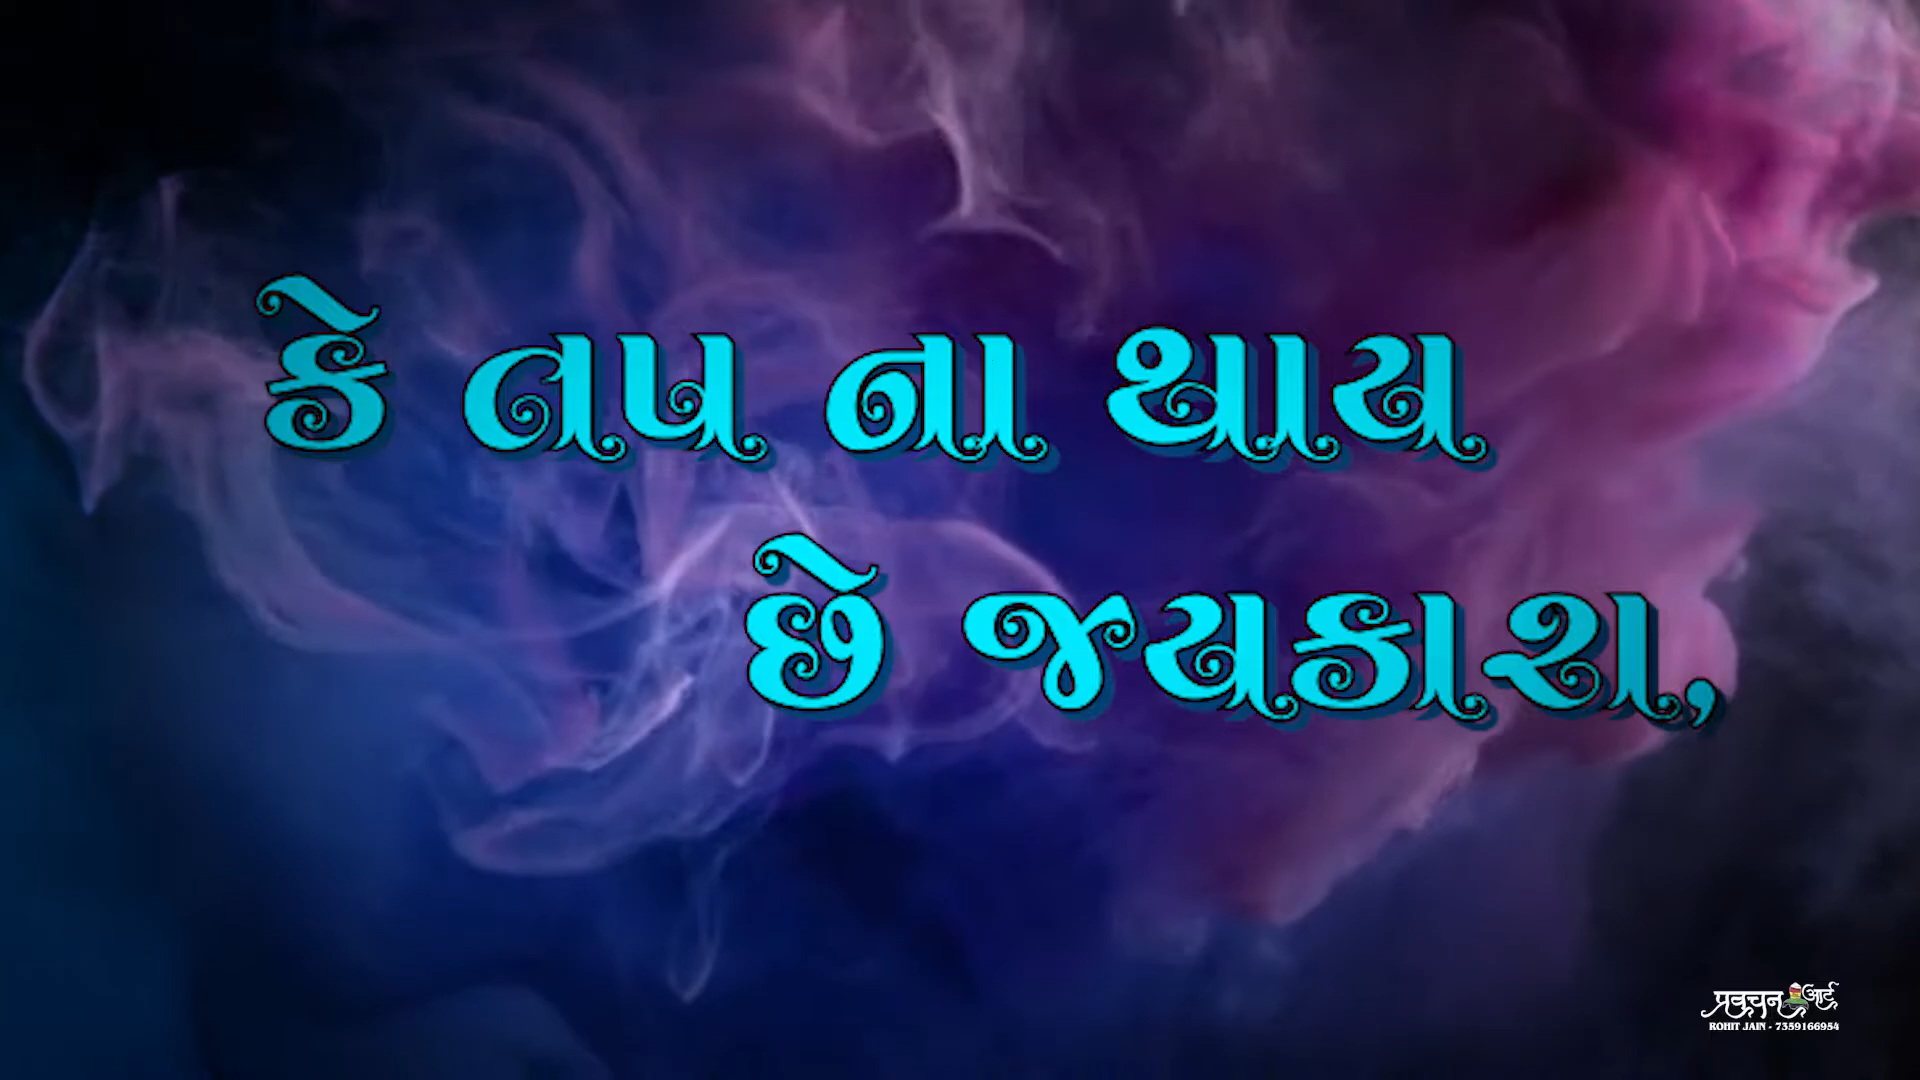 કે તપ ના થાય
છે જયકારા,
प्रवचन आर्ट
ROHIT JAIN - 7359166954